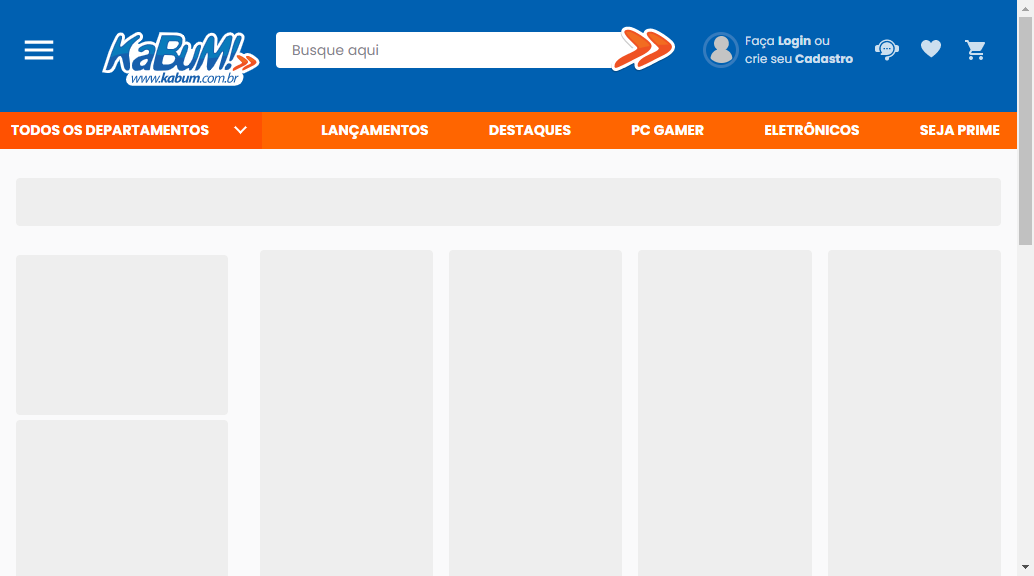 KaBuM!
www.kabum.com.br
Busque aqui
Faça Login ou
crie seu Cadastro
TODOS OS DEPARTAMENTOS
LANÇAMENTOS
DESTAQUES
PC GAMER
ELETRÔNICOS
SEJA PRIME